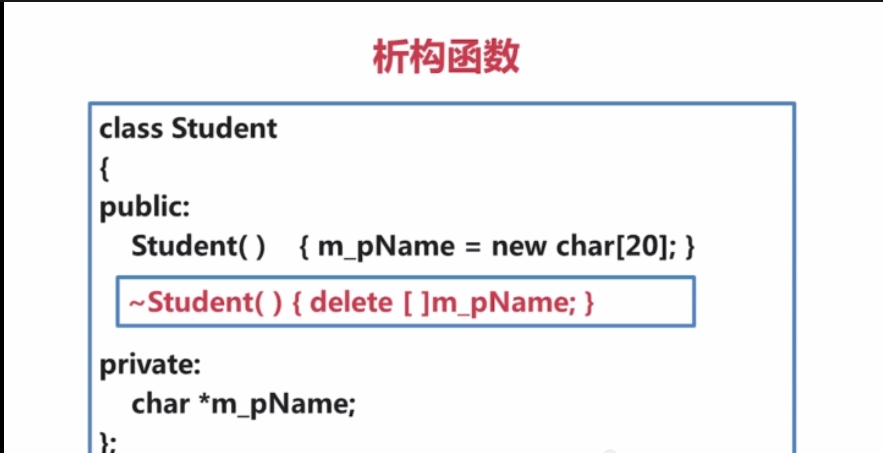 析构函数
class Student
{
public:
Student( ) { m_pName = new char[20]; }
~Student( ) { delete [ ]m_pName; }
private:
char *m_pName;
};